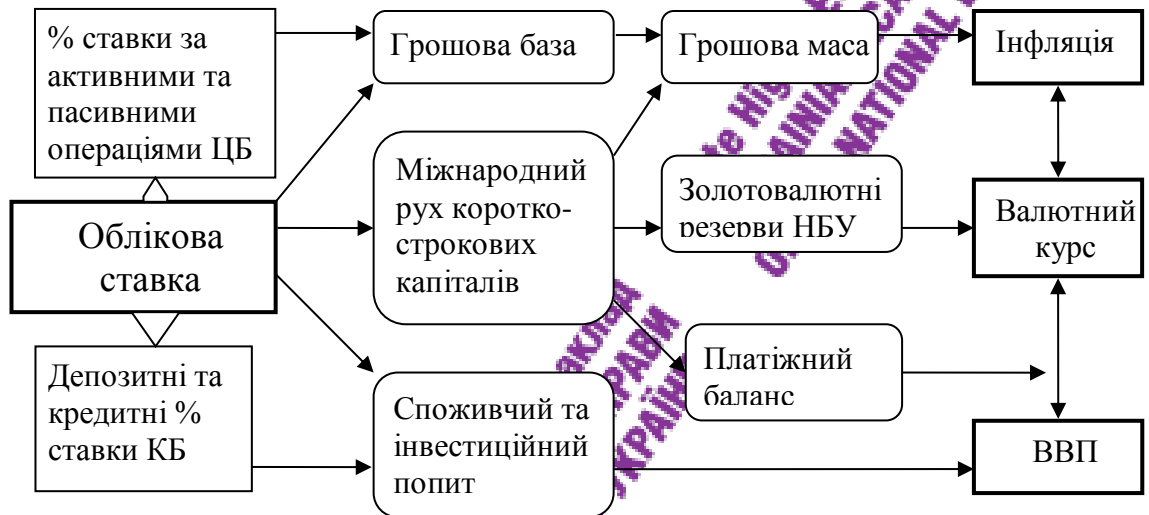 % ставки за
активними та
пасивними
операціями ЦБ
Грошова база
Грошова маса
Інфляція
Облікова
ставка
Міжнародний
рух коротко-
строкових
капіталів
Золотовалютні
резерви НБУ
Валютний
курс
Депозитні та
кредитні %
ставки КБ
Споживчий та
інвестиційний
попит
Платіжний
баланс
ВВП
NATIONAL